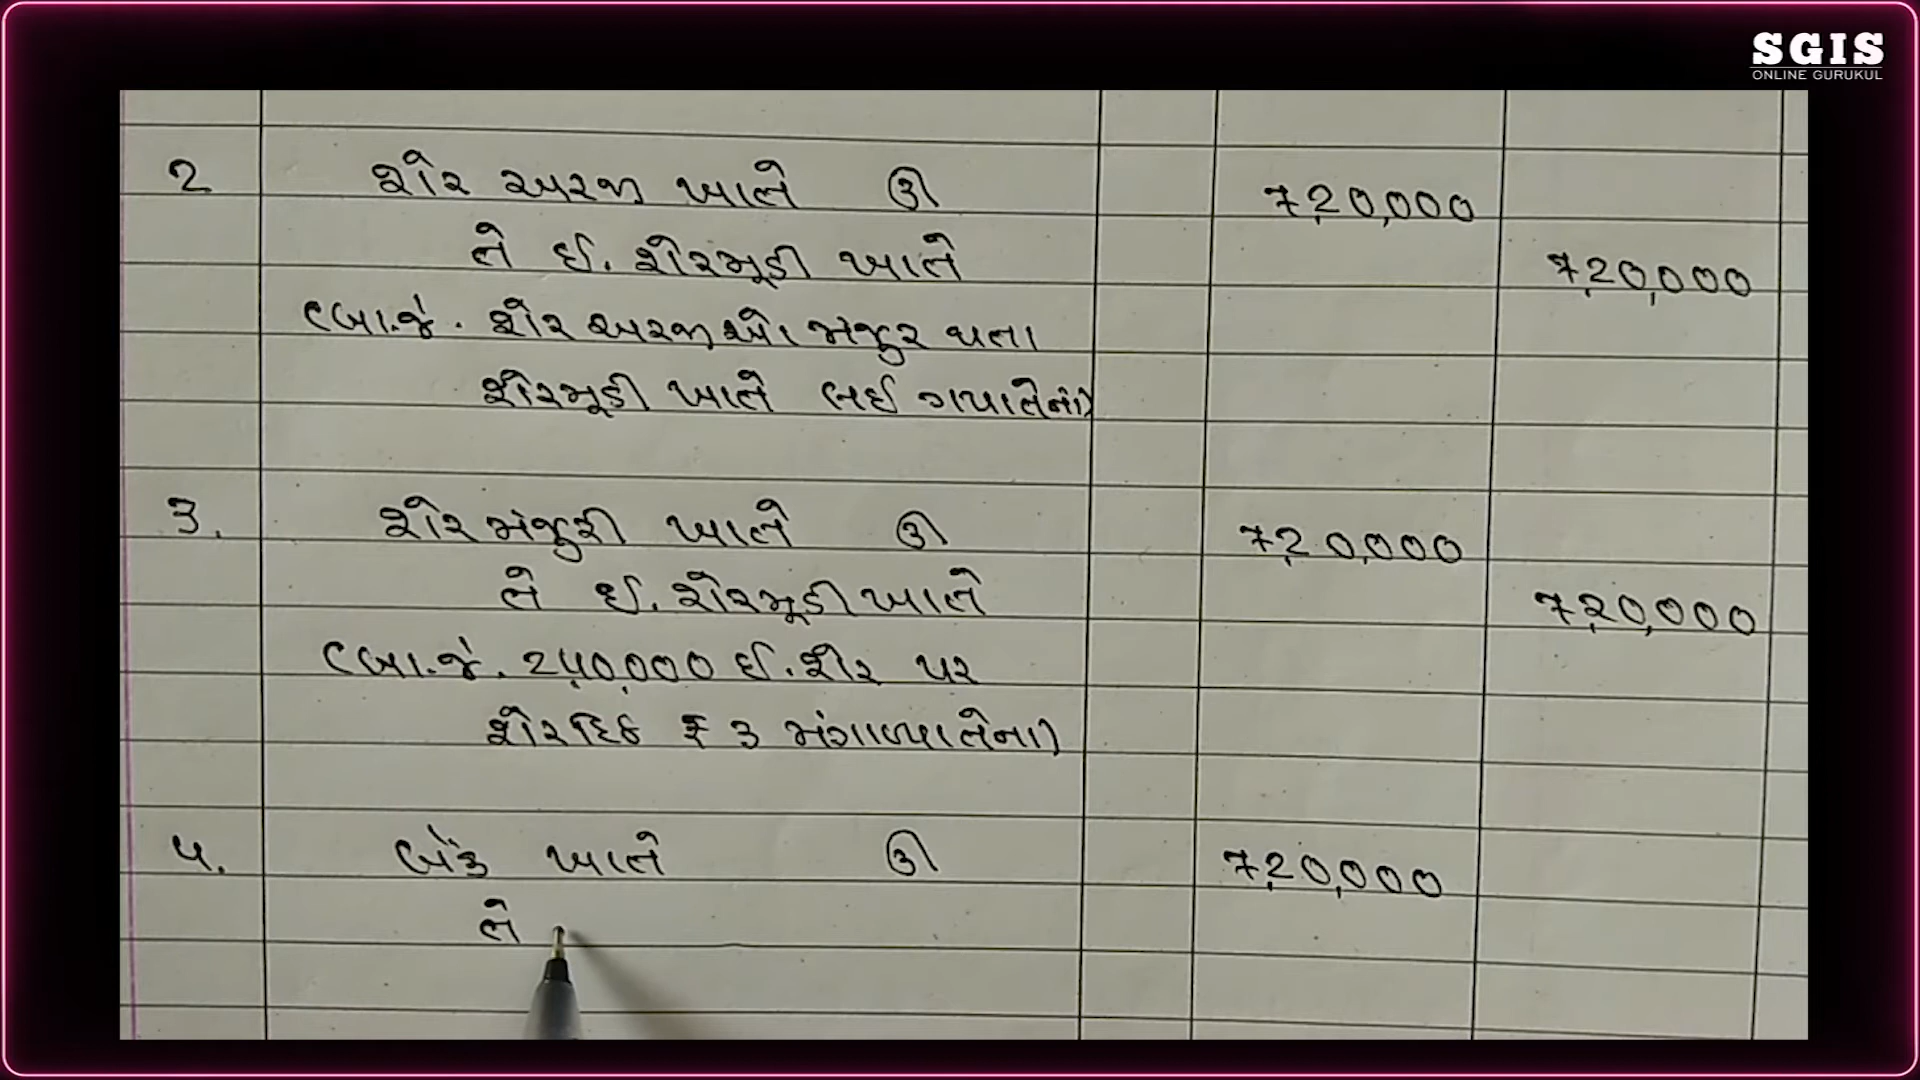 SGIS
ONLINE GURUKUL
2 શેર અરજી ખાતે ઉ 7,20,000
તે ઈ. શેરમૂડી ખાતે 7,20,000
(બા.જે. શેર અરજીઓ મંજુર થતા
શેરમૂડી ખાતે લઈ ગયા તેના)
3. શેર મંજુરી ખાતે ઉ 7,20,000
તે ઈ. શેરમૂડી ખાતે 7,20,000
(બા.જે. 2,40,000 ઈ. શેર પર
શેરદિઠ ₹ 3 મંગાવ્યા તેના)
૫. બેંક ખાતે ઉ 7,20,000
તે